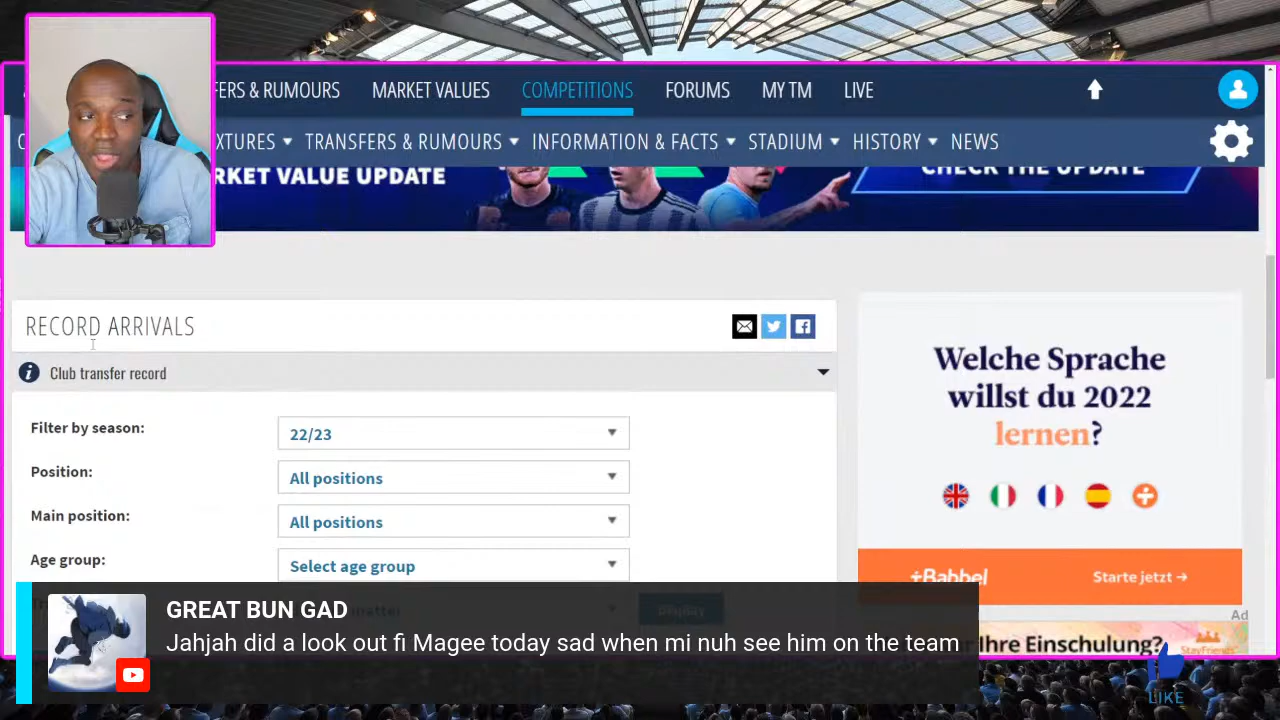 FERS & RUMOURS MARKET VALUES COMPETITIONS FORUMS MY TM LIVE
XTURES TRANSFERS & RUMOURS INFORMATION & FACTS STADIUM HISTORY NEWS
RKET VALUE UPDATE CHECK THE UPDATE
RECORD ARRIVALS
Club transfer record
Filter by season: 22/23
Position: All positions
Main position: All positions
Age group: Select age group
Display
Welche Sprache
willst du 2022
lernen?
+Babbel Starte jetzt →
Ad
Ihre Einschulung?
StayFriends
GREAT BUN GAD
Jahjah did a look out fi Magee today sad when mi nuh see him on the team
LIKE